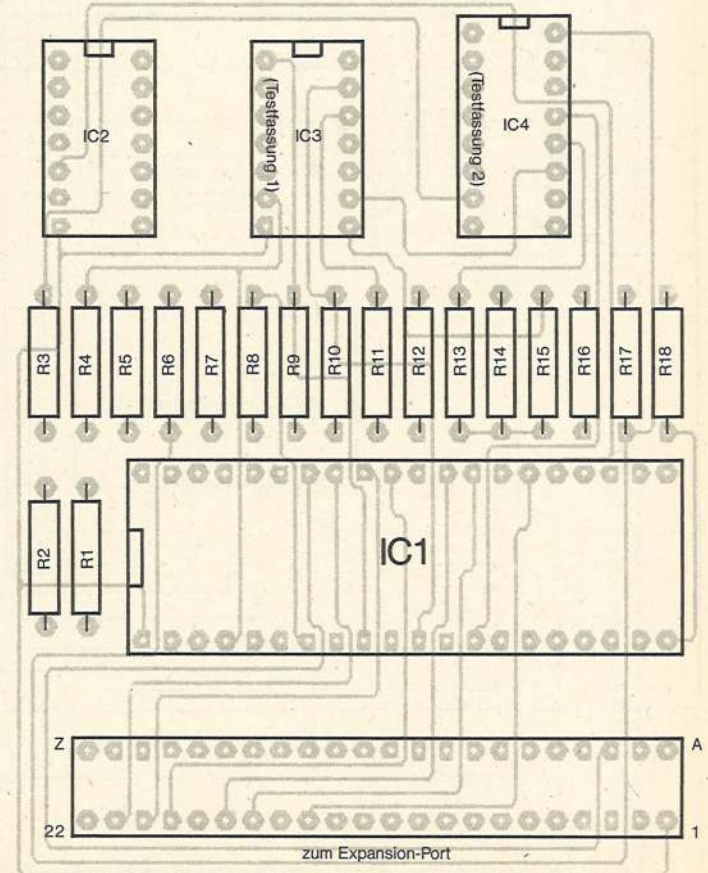 IC2
(Testfassung 1)
IC3
(Testfassung 2)
IC4
R3 R4 R5 R6 R7 R8 R9 R10 R11 R12 R13 R14 R15 R16 R17 R18
R2 R1
IC1
Z A
22 1
zum Expansion-Port